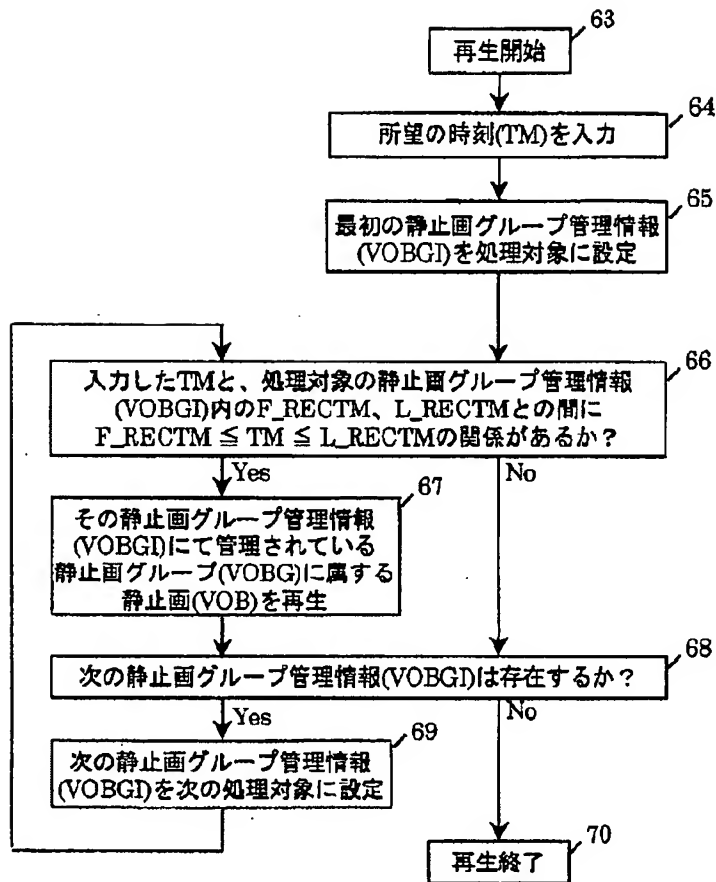 63
再生開始
64
所望の時刻(TM)を入力
65
最初の静止画グループ管理情報
(VOBGI)を処理対象に設定
66
入力したTMと、処理対象の静止画グループ管理情報
(VOBGI)内のF_RECTM、L_RECTMとの間に
F_RECTM ≦ TM ≦ L_RECTMの関係があるか？
Yes
No
67
その静止画グループ管理情報
(VOBGI)にて管理されている
静止画グループ(VOBG)に属する
静止画(VOB)を再生
68
次の静止画グループ管理情報(VOBGI)は存在するか？
Yes
No
69
次の静止画グループ管理情報
(VOBGI)を次の処理対象に設定
70
再生終了